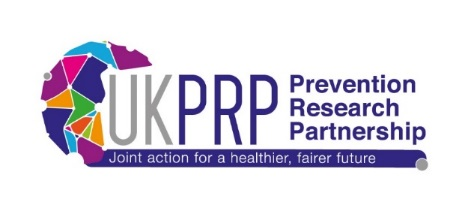 UKPRP
Prevention
Research
Partnership
Joint action for a healthier, fairer future